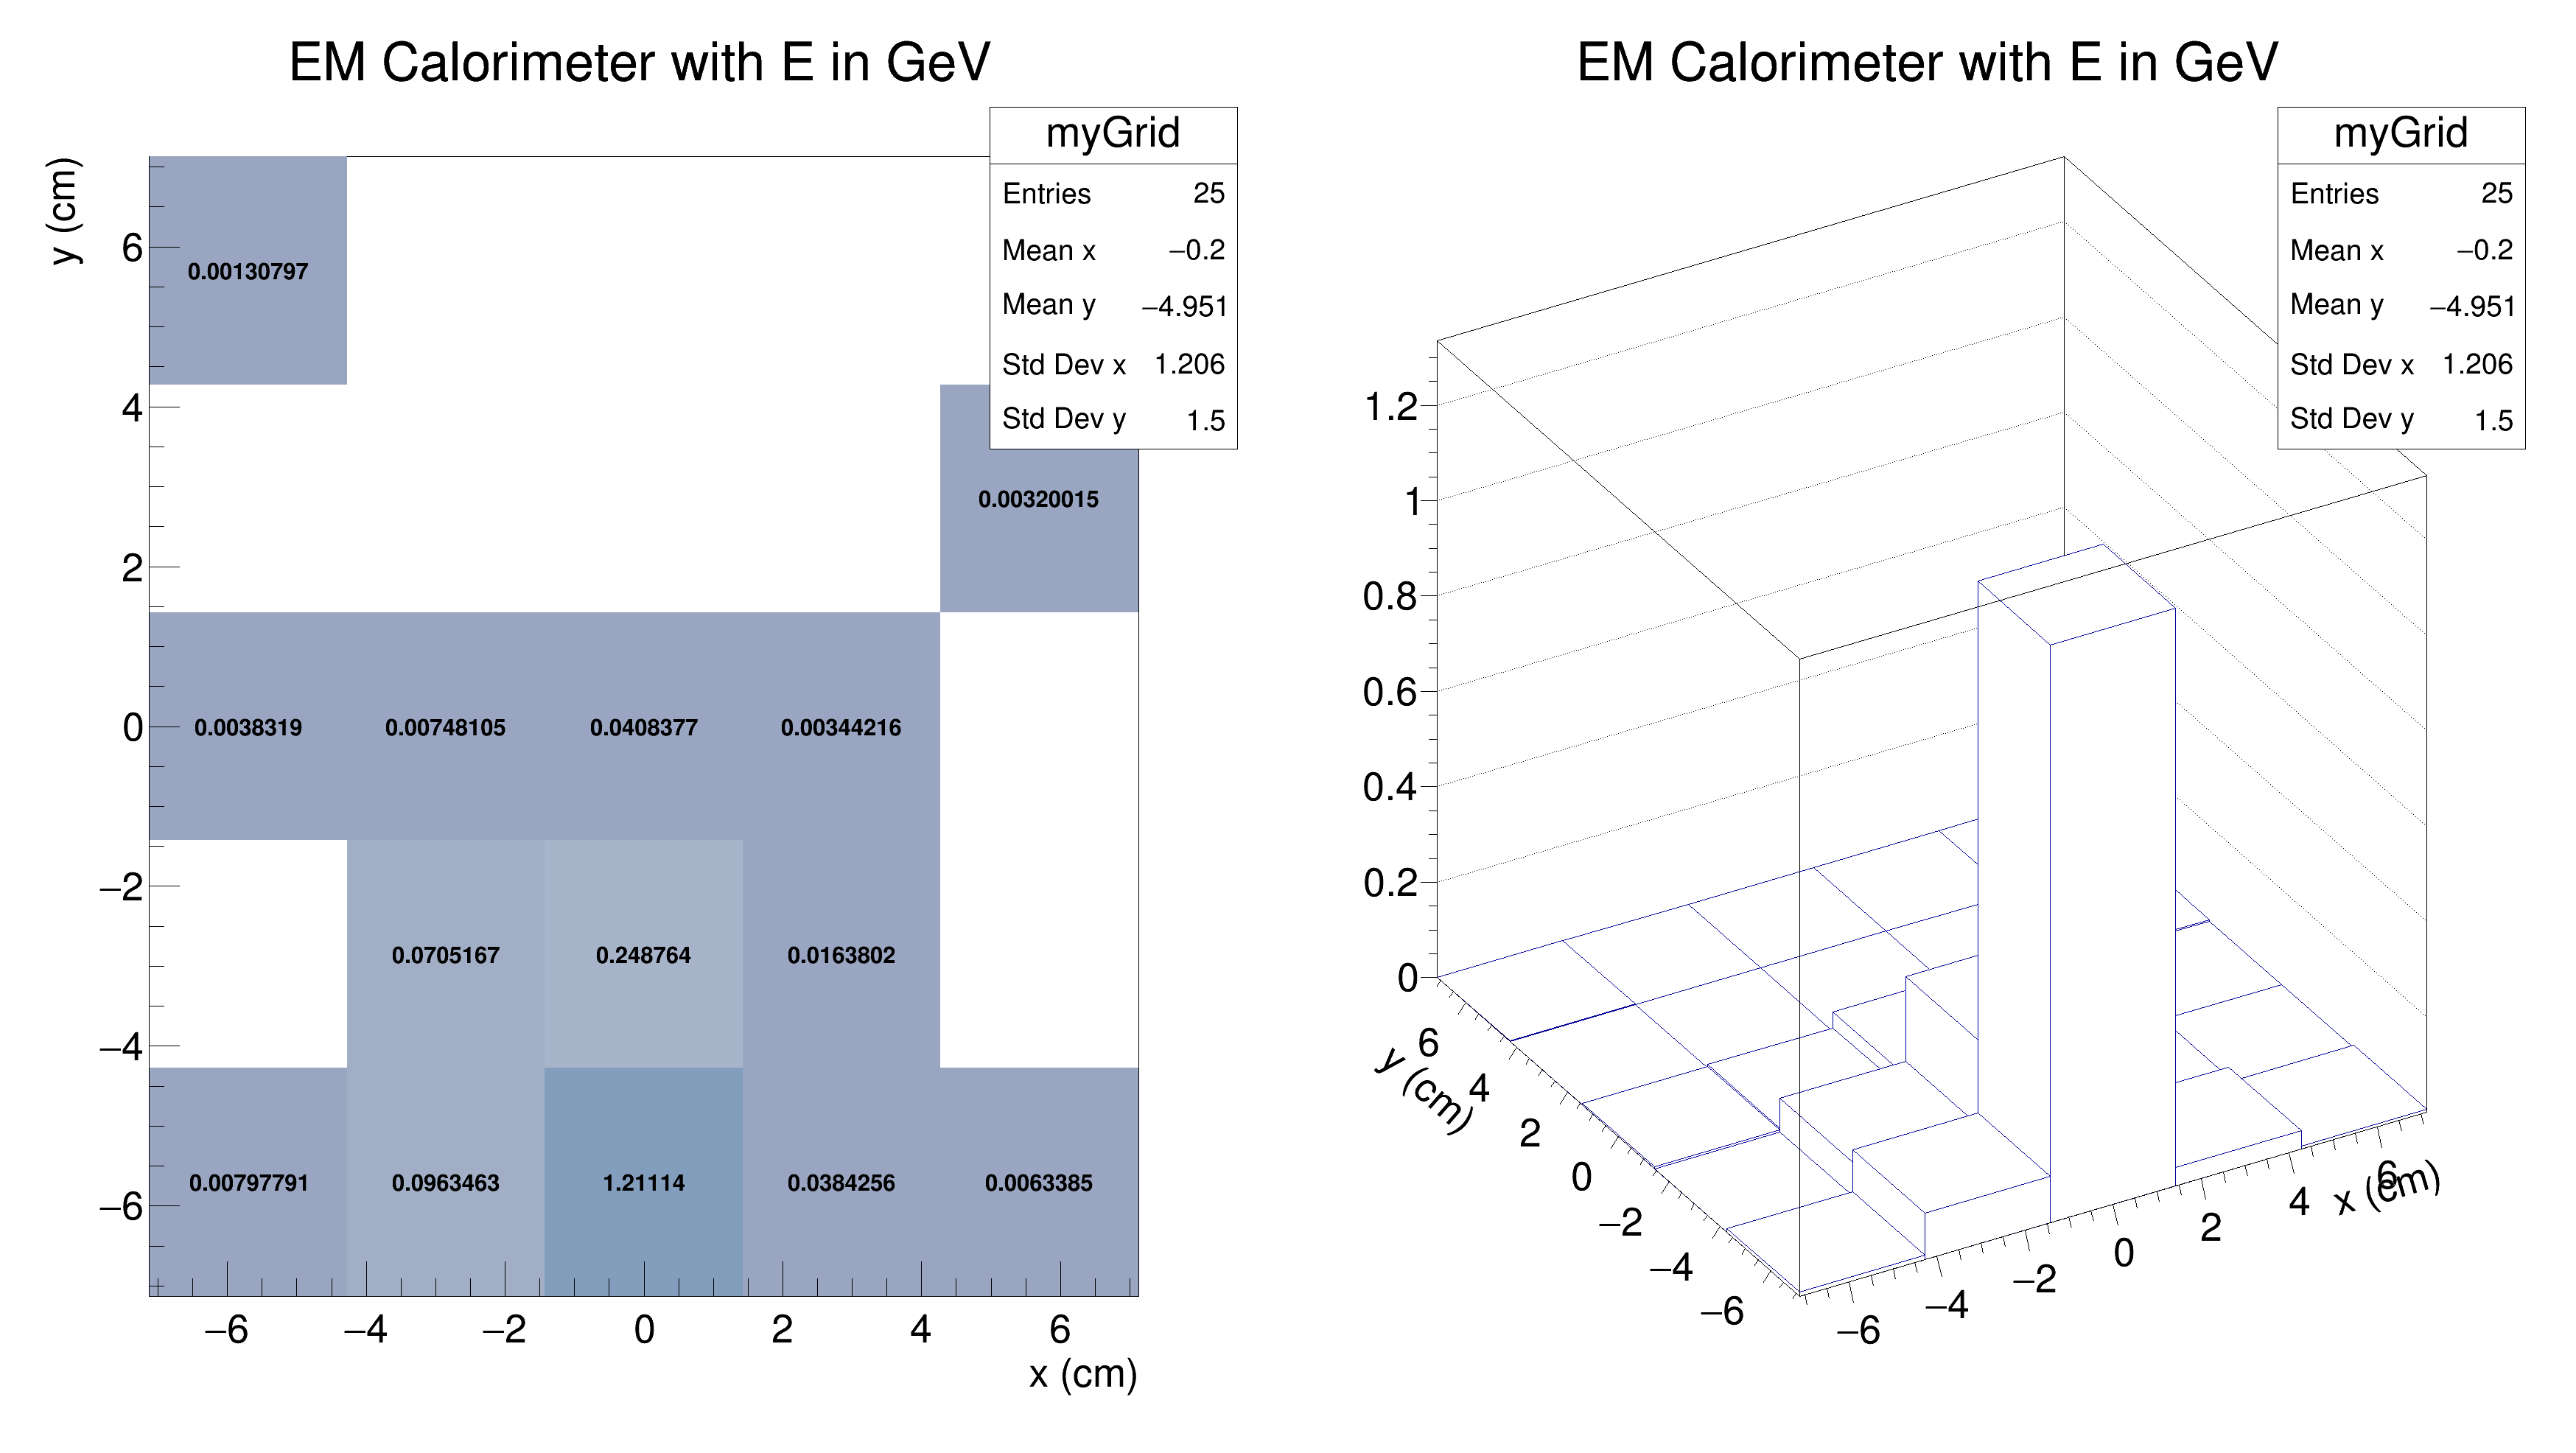 EM Calorimeter with E in GeV
myGrid
Entries 25
Mean x −0.2
Mean y −4.951
Std Dev x 1.206
Std Dev y 1.5
y (cm)
6
4
2
0
−2
−4
−6
0.00130797
0.00320015
0.0038319 0.00748105 0.0408377 0.00344216
0.0705167 0.248764 0.0163802
0.00797791 0.0963463 1.21114 0.0384256 0.0063385
−6 −4 −2 0 2 4 6
x (cm)
EM Calorimeter with E in GeV
myGrid
Entries 25
Mean x −0.2
Mean y −4.951
Std Dev x 1.206
Std Dev y 1.5
1.2
1
0.8
0.6
0.4
0.2
0
6
4
2
0
−2
−4
−6
y (cm)
−6 −4 −2 0 2 4 6
x (cm)